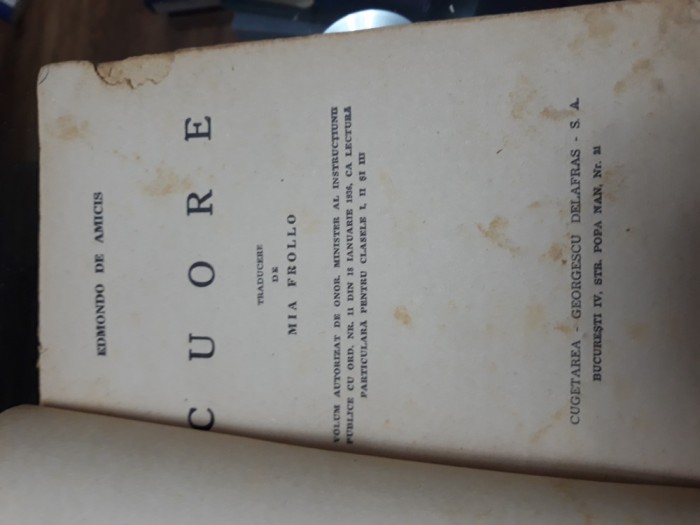 EDMONDO DE AMICIS
CUORE
TRADUCERE
DE
MIA FROLLO
VOLUM AUTORIZAT DE ONOR. MINISTER AL INSTRUCȚIUNII
PUBLICE CU ORD. NR. 11 DIN 18 IANUARIE 1936, CA LECTURĂ
PARTICULARĂ PENTRU CLASELE I, II ȘI III
CUGETAREA - GEORGESCU DELAFRAS - S. A.
BUCUREȘTI IV, STR. POPA NAN, Nr. 21